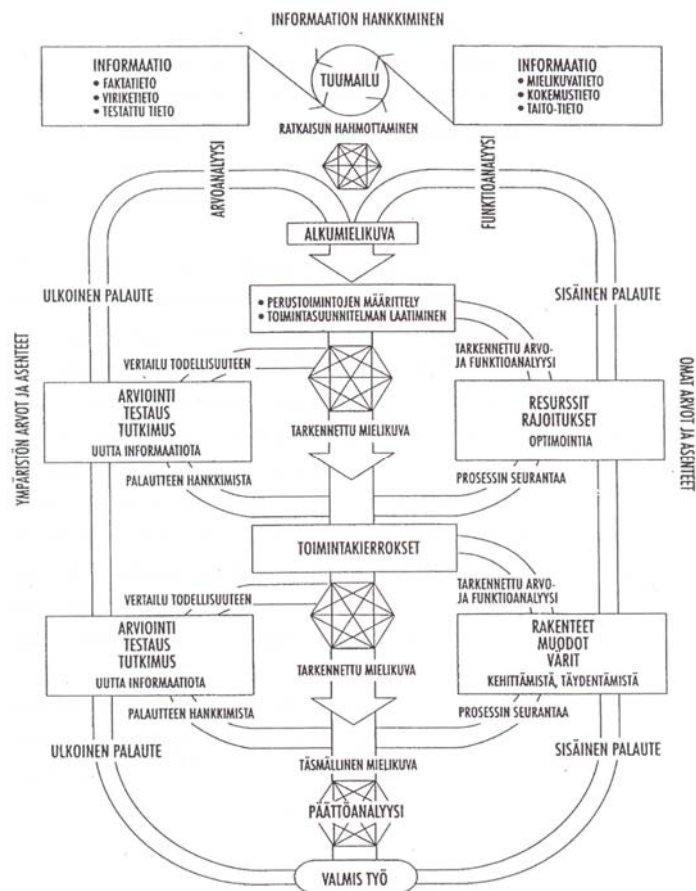 INFORMAATION HANKKIMINEN
INFORMAATIO
• FAKTATIETO
• VIRIKETIETO
• TESTATTU TIETO
TUUMAILU
INFORMAATIO
• MIELIKUVATIETO
• KOKEMUSTIETO
• TAITO-TIETO
RATKAISUN HAHMOTTAMINEN
ARVOANALYYSI
FUNKTIOANALYYSI
ALKUMIELIKUVA
ULKOINEN PALAUTE
SISÄINEN PALAUTE
• PERUSTOIMINTOJEN MÄÄRITTELY
• TOIMINTASUUNNITELMAN LAATIMINEN
YMPÄRISTÖN ARVOT JA ASENTEET
OMAT ARVOT JA ASENTEET
VERTAILU TODELLISUUTEEN
TARKENNETTU ARVO-
JA FUNKTIOANALYYSI
ARVIOINTI
TESTAUS
TUTKIMUS
UUTTA INFORMAATIOTA
RESURSSIT
RAJOITUKSET
OPTIMOINTIA
TARKENNETTU MIELIKUVA
PALAUTTEEN HANKKIMISTA
PROSESSIN SEURANTAA
TOIMINTAKIERROKSET
VERTAILU TODELLISUUTEEN
TARKENNETTU ARVO-
JA FUNKTIOANALYYSI
ARVIOINTI
TESTAUS
TUTKIMUS
UUTTA INFORMAATIOTA
RAKENTEET
MUODOT
VÄRIT
KEHITTÄMISTÄ, TÄYDENTÄMISTÄ
TARKENNETTU MIELIKUVA
PALAUTTEEN HANKKIMISTA
PROSESSIN SEURANTAA
ULKOINEN PALAUTE
SISÄINEN PALAUTE
TÄSMÄLLINEN MIELIKUVA
PÄÄTTÖANALYYSI
VALMIS TYÖ